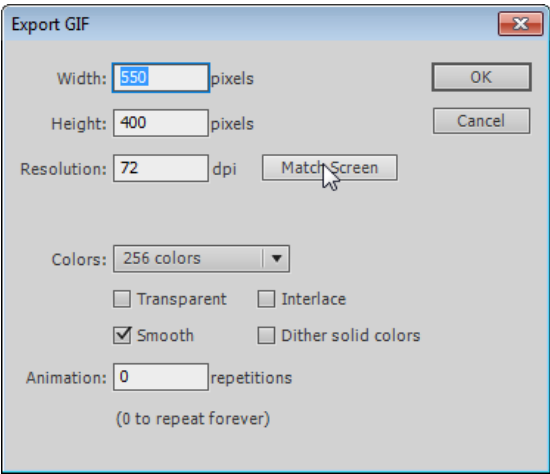 Export GIF
Width: 550 pixels OK
Height: 400 pixels Cancel
Resolution: 72 dpi Match Screen
Colors: 256 colors
Transparent Interlace
Smooth Dither solid colors
Animation: 0 repetitions
(0 to repeat forever)